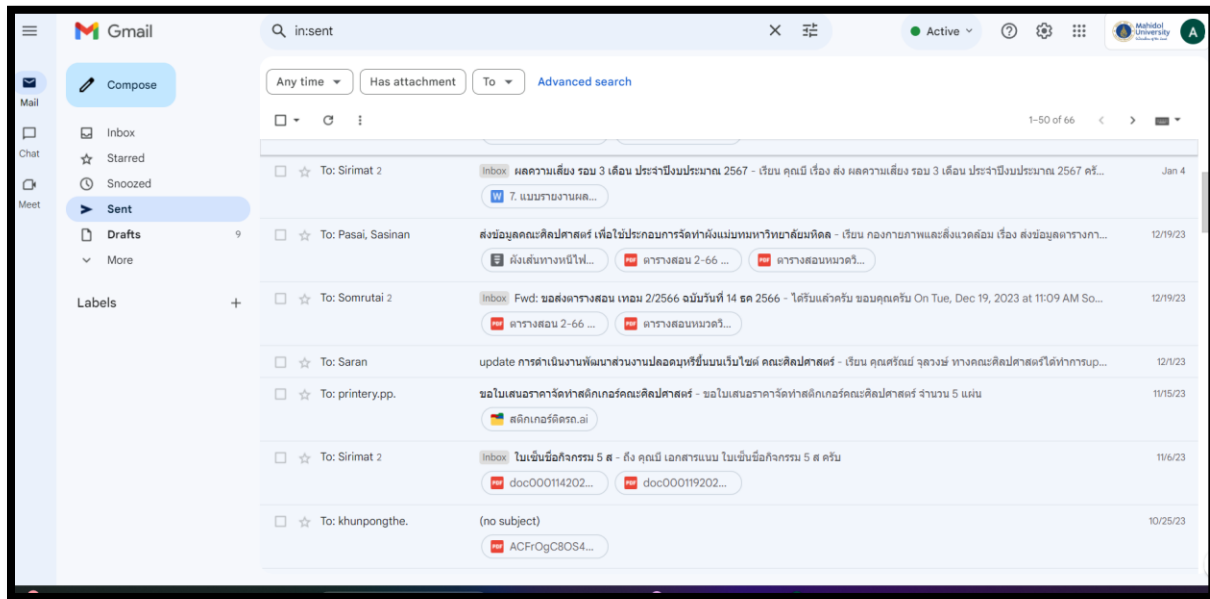 Gmail
in:sent
Active
Mahidol University
A
Mail
Chat
Meet
Compose
Inbox
Starred
Snoozed
Sent
Drafts 9
More
Labels
Any time
Has attachment
To
Advanced search
1-50 of 66
To: Sirimat 2 Inbox ผลความเสี่ยง รอบ 3 เดือน ประจำปีงบประมาณ 2567 - เรียน คุณบี เรื่อง ส่ง ผลความเสี่ยง รอบ 3 เดือน ประจำปีงบประมาณ 2567 ครั... Jan 4
W 7. แบบรายงานผล...
To: Pasai, Sasinan ส่งข้อมูลคณะศิลปศาสตร์ เพื่อใช้ประกอบการจัดทำผังแม่บทมหาวิทยาลัยมหิดล - เรียน กองกายภาพและสิ่งแวดล้อม เรื่อง ส่งข้อมูลตารางกา... 12/19/23
ผังเส้นทางหนีไฟ... PDF ตารางสอน 2-66 ... PDF ตารางสอนหมวดวิ...
To: Somrutai 2 Inbox Fwd: ขอส่งตารางสอน เทอม 2/2566 ฉบับวันที่ 14 ธค 2566 - ได้รับแล้วครับ ขอบคุณครับ On Tue, Dec 19, 2023 at 11:09 AM So... 12/19/23
PDF ตารางสอน 2-66 ... PDF ตารางสอนหมวดวิ...
To: Saran update การดำเนินงานพัฒนาส่วนงานปลอดบุหรี่ขึ้นบนเว็บไซต์ คณะศิลปศาสตร์ - เรียน คุณศรัณย์ จุลวงษ์ ทางคณะศิลปศาสตร์ได้ทำการup... 12/1/23
To: printery.pp. ขอใบเสนอราคาจัดทำสติกเกอร์คณะศิลปศาสตร์ - ขอใบเสนอราคาจัดทำสติกเกอร์คณะศิลปศาสตร์ จำนวน 5 แผ่น 11/15/23
สติกเกอร์ติดรถ.ai
To: Sirimat 2 Inbox ใบเซ็นชื่อกิจกรรม 5 ส - ถึง คุณบี เอกสารแนบ ใบเซ็นชื่อกิจกรรม 5 ส ครับ 11/6/23
PDF doc000114202... PDF doc000119202...
To: khunpongthe. (no subject) 10/25/23
PDF ACFrOgC8OS4...